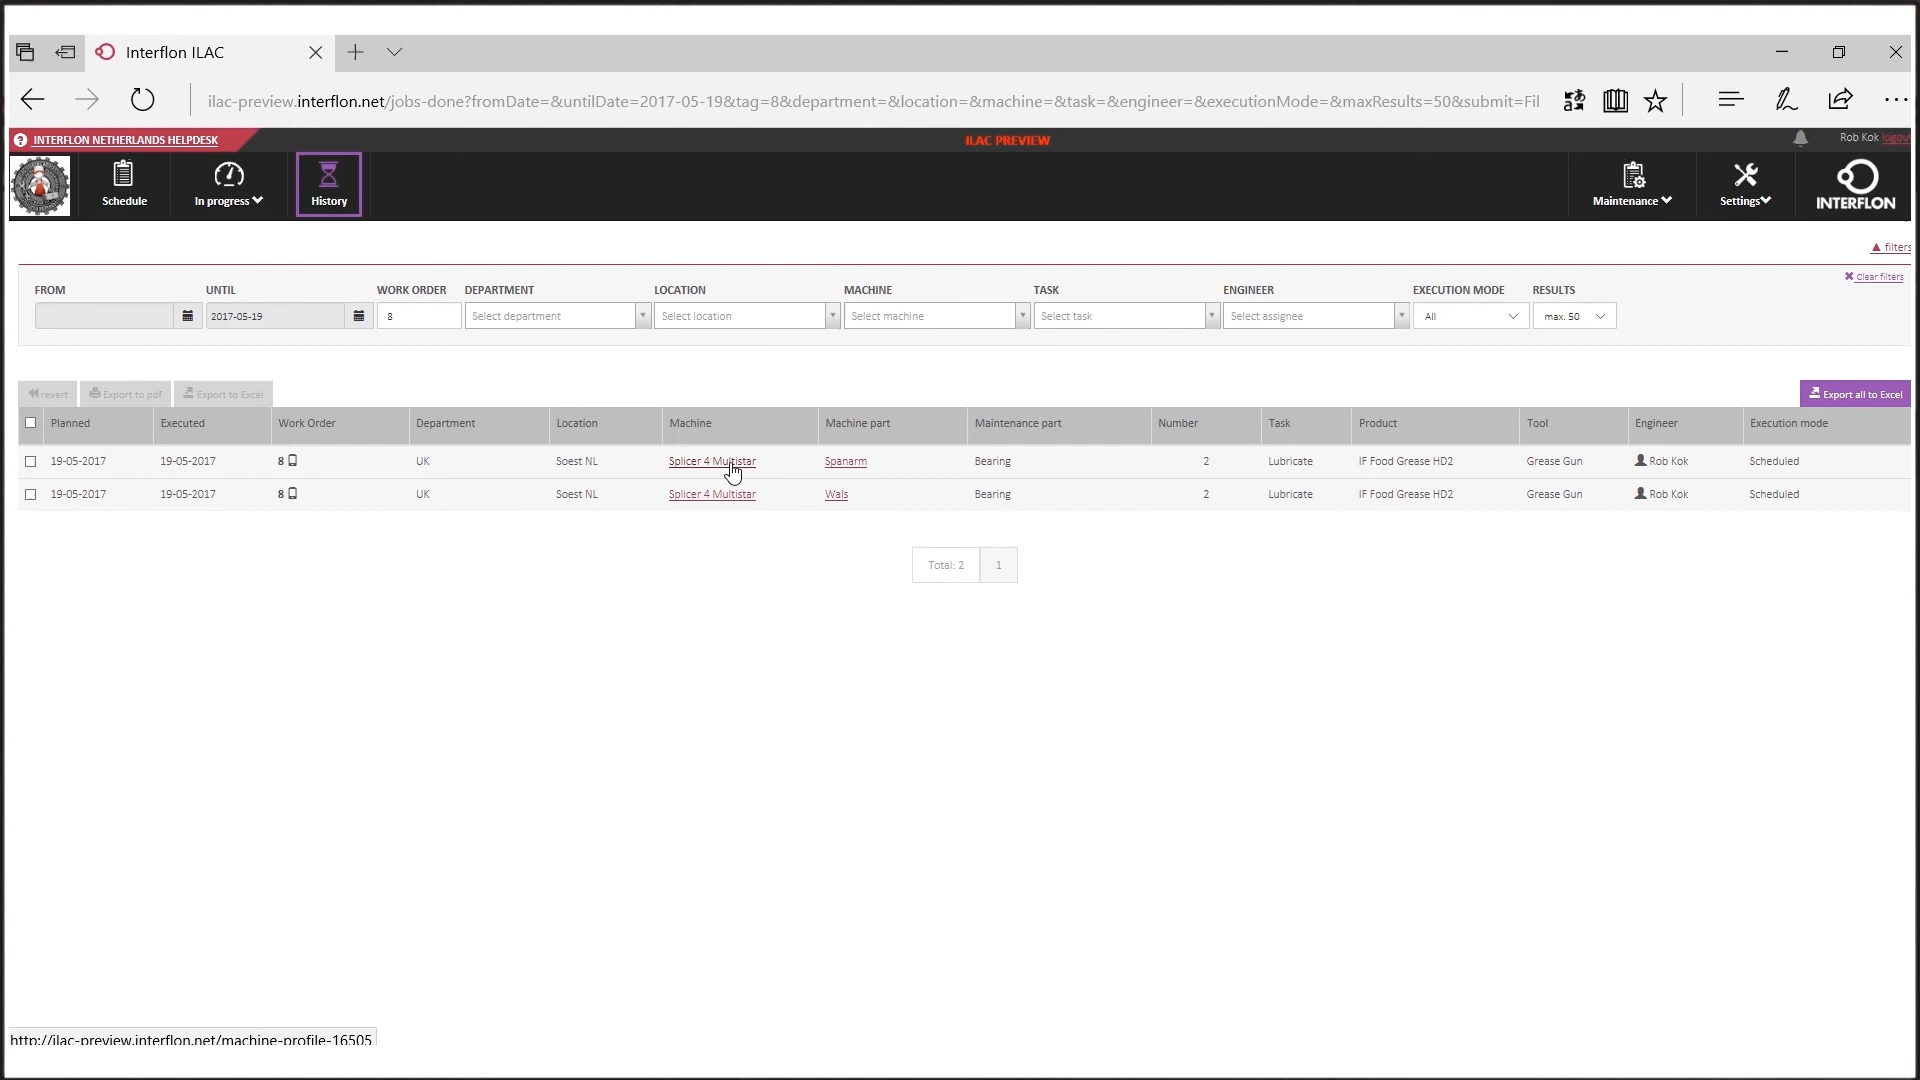 Interflon ILAC
ilac-preview.interflon.net/jobs-done?fromDate=&untilDate=2017-05-19&tag=8&department=&location=&machine=&task=&engineer=&executionMode=&maxResults=50&submit=Fil
INTERFLON NETHERLANDS HELPDESK
ILAC PREVIEW
Rob Kok logout
Schedule
In progress
History
Maintenance
Settings
INTERFLON
filters
Clear filters
FROM UNTIL WORK ORDER DEPARTMENT LOCATION MACHINE TASK ENGINEER EXECUTION MODE RESULTS
2017-05-19 8 Select department Select location Select machine Select task Select assignee All max. 50
revert Export to pdf Export to Excel Export all to Excel
Planned Executed Work Order Department Location Machine Machine part Maintenance part Number Task Product Tool Engineer Execution mode
19-05-2017 19-05-2017 8 UK Soest NL Splicer 4 Multistar Spanarm Bearing 2 Lubricate IF Food Grease HD2 Grease Gun Rob Kok Scheduled
19-05-2017 19-05-2017 8 UK Soest NL Splicer 4 Multistar Wals Bearing 2 Lubricate IF Food Grease HD2 Grease Gun Rob Kok Scheduled
Total: 2 1
http://ilac-preview.interflon.net/machine-profile-16505